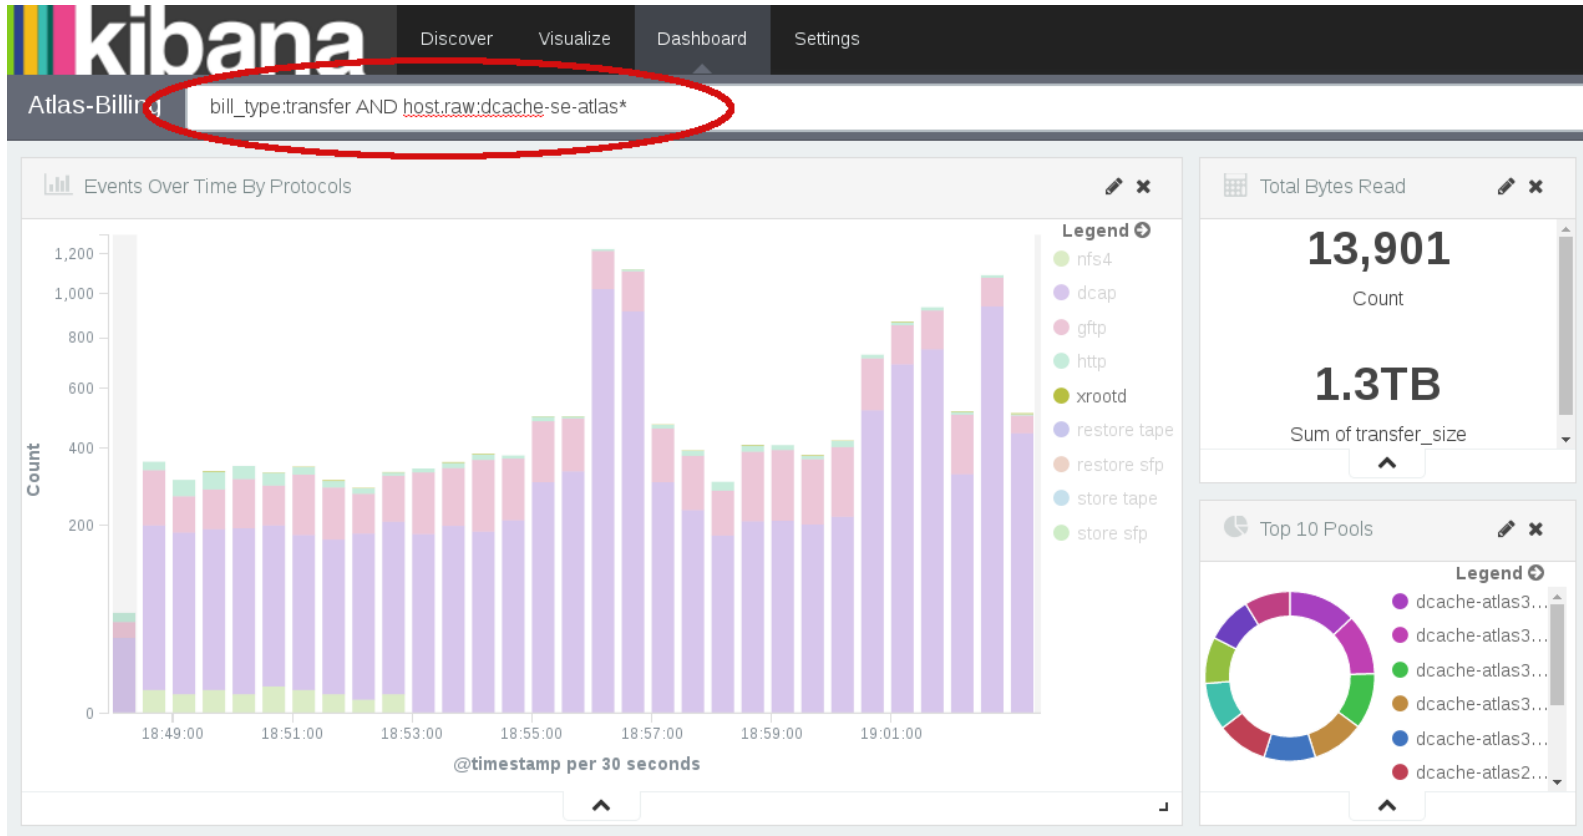 kibana
Discover
Visualize
Dashboard
Settings
Atlas-Billing
bill_type:transfer AND host.raw:dcache-se-atlas*
Events Over Time By Protocols
Legend
nfs4
dcap
gftp
http
xrootd
restore tape
restore sfp
store tape
store sfp
Count
1,200
1,000
800
600
400
200
0
18:49:00
18:51:00
18:53:00
18:55:00
18:57:00
18:59:00
19:01:00
@timestamp per 30 seconds
Total Bytes Read
13,901
Count
1.3TB
Sum of transfer_size
Top 10 Pools
Legend
dcache-atlas3...
dcache-atlas3...
dcache-atlas3...
dcache-atlas3...
dcache-atlas3...
dcache-atlas2...